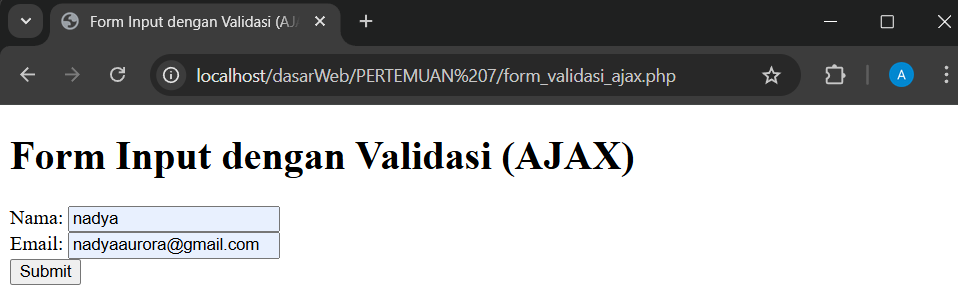 Form Input dengan Validasi (AJA
localhost/dasarWeb/PERTEMUAN%207/form_validasi_ajax.php
A
Form Input dengan Validasi (AJAX)
Nama: nadya
Email: nadyaaurora@gmail.com
Submit